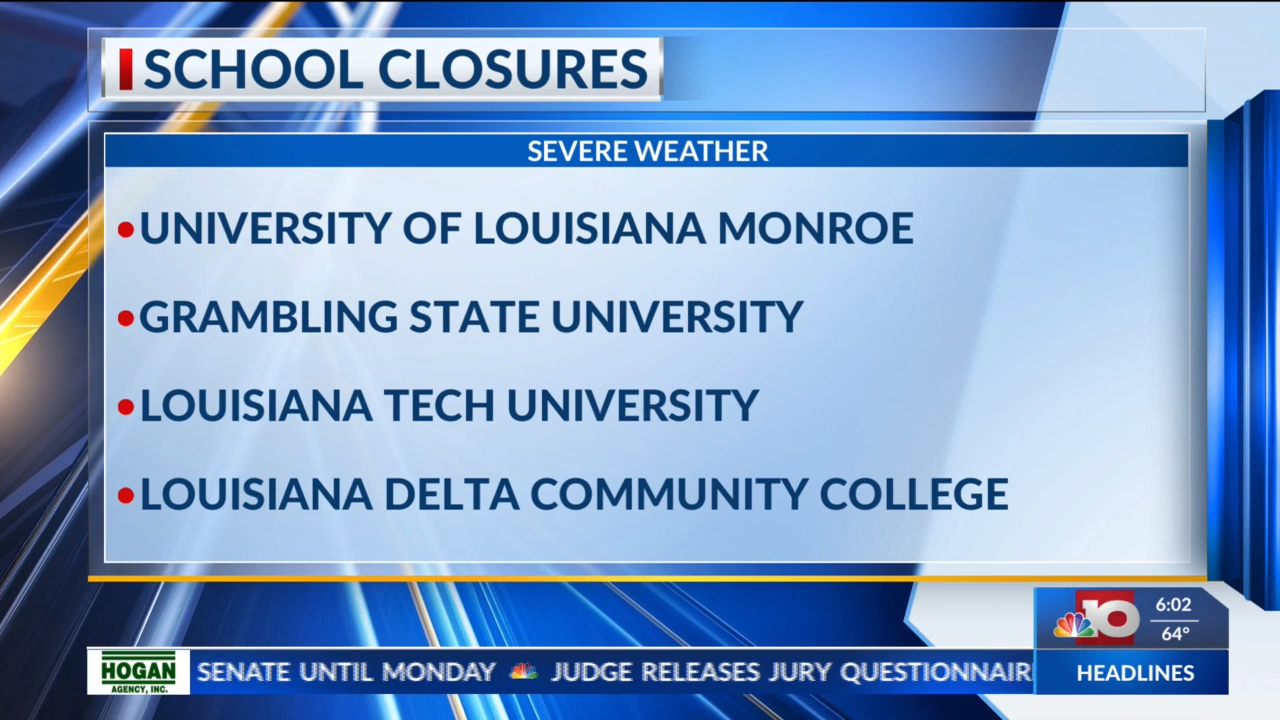 SCHOOL CLOSURES
SEVERE WEATHER
•UNIVERSITY OF LOUISIANA MONROE
•GRAMBLING STATE UNIVERSITY
•LOUISIANA TECH UNIVERSITY
•LOUISIANA DELTA COMMUNITY COLLEGE
10
6:02
64°
HOGAN
AGENCY, INC.
SENATE UNTIL MONDAY JUDGE RELEASES JURY QUESTIONNAIR
HEADLINES